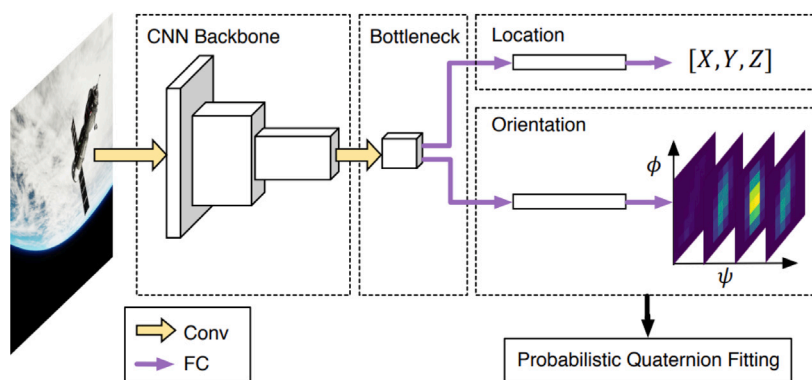 CNN Backbone
Bottleneck
Location
[X, Y, Z]
Orientation
ϕ
ψ
Conv
FC
Probabilistic Quaternion Fitting